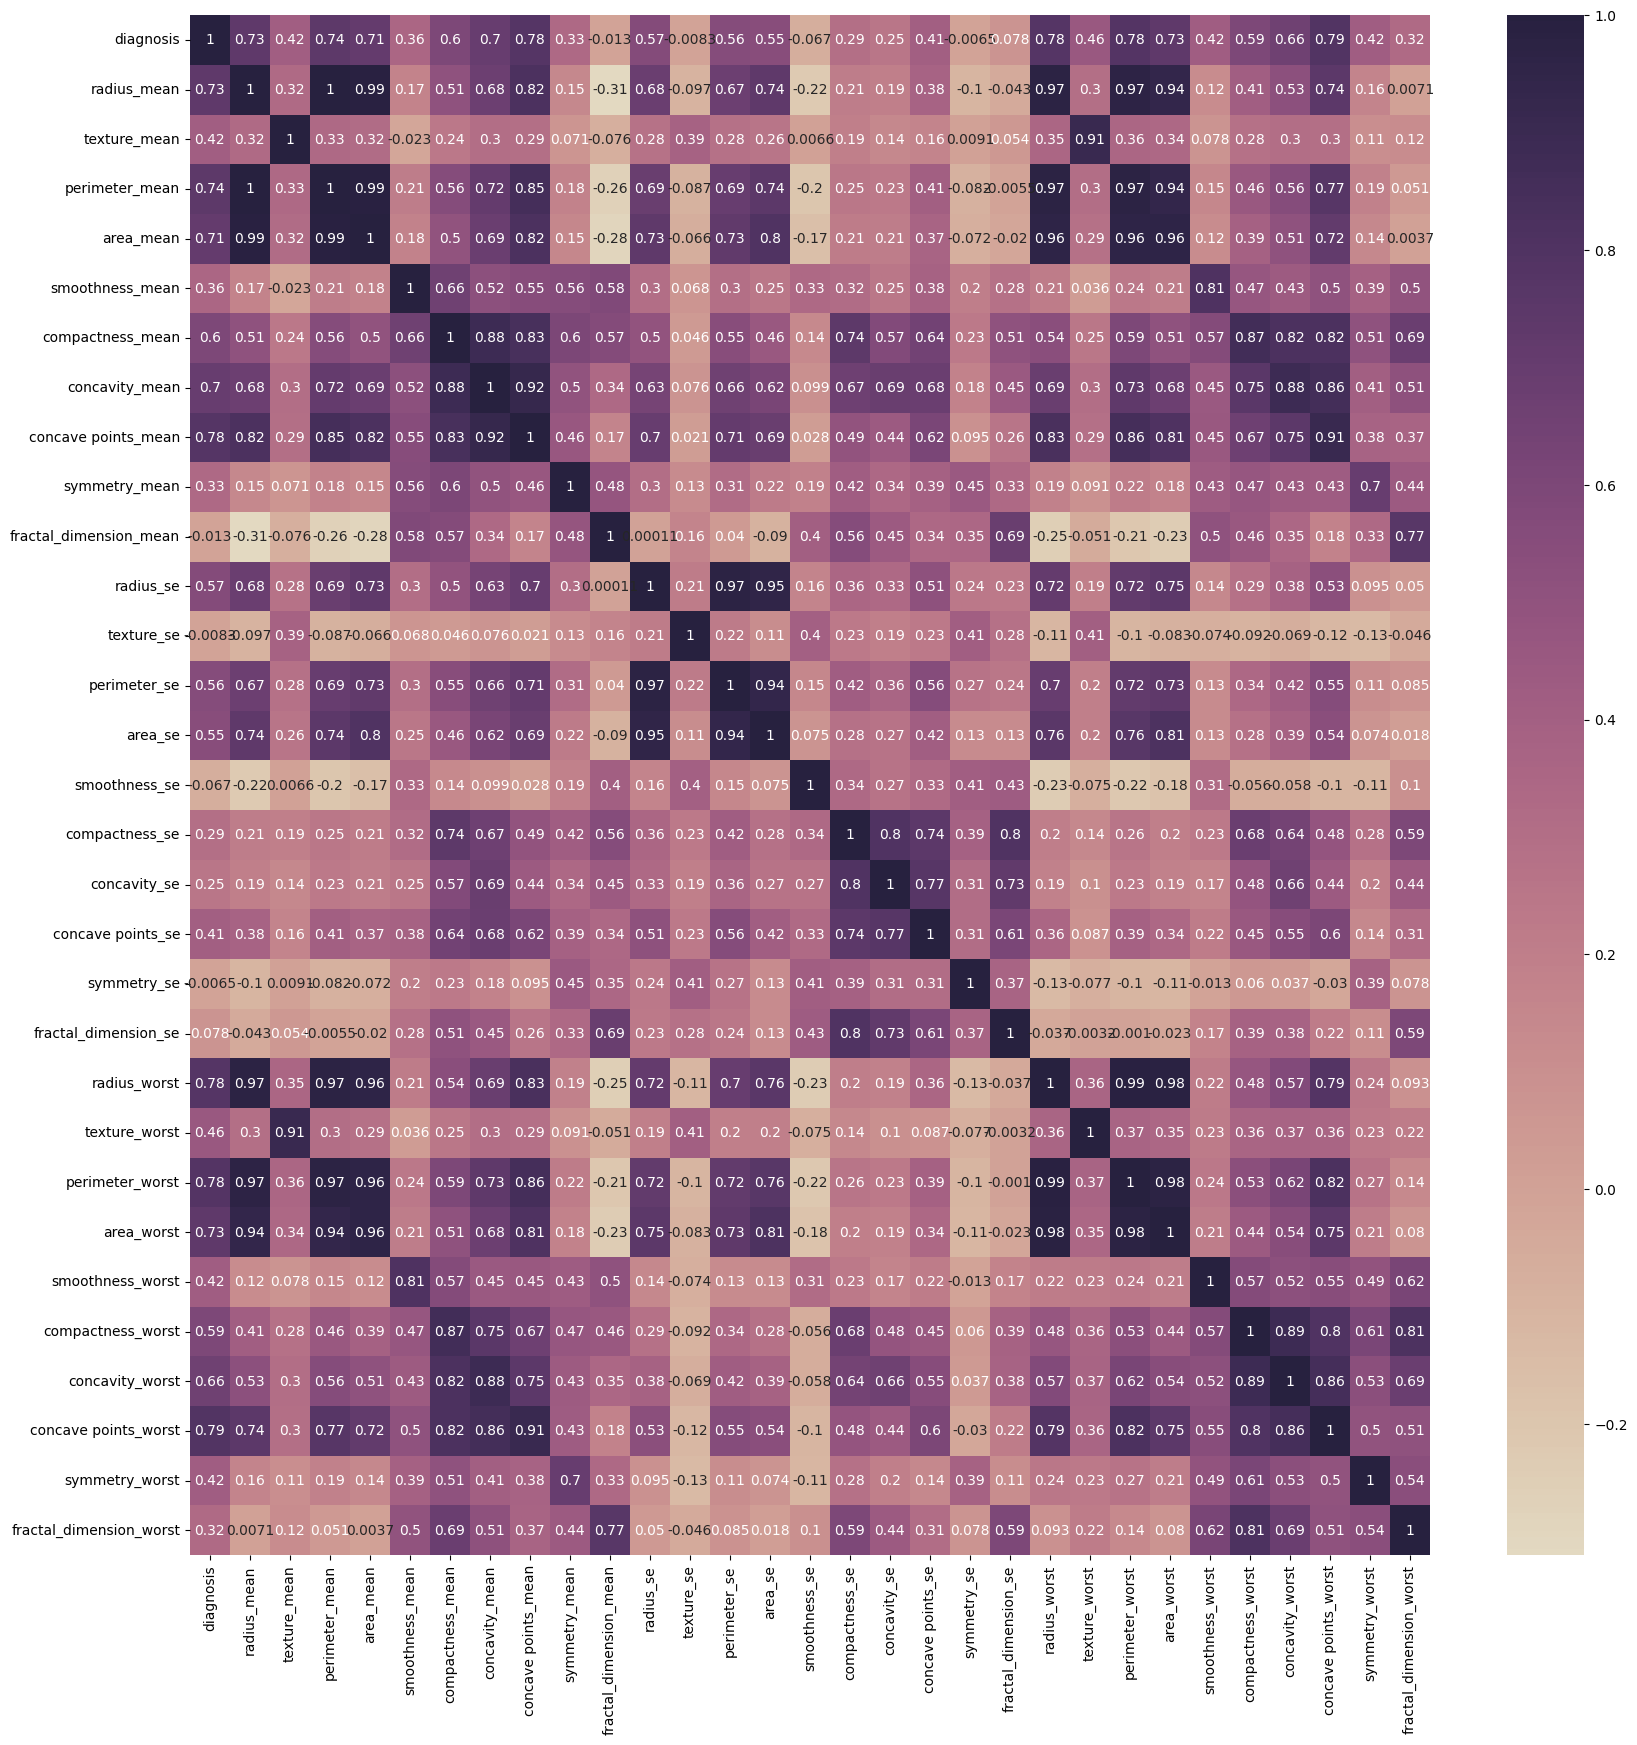 diagnosis 1 0.73 0.42 0.74 0.71 0.36 0.6 0.7 0.78 0.33 -0.013 0.57 -0.0083 0.56 0.55 -0.067 0.29 0.25 0.41 -0.0065 0.078 0.78 0.46 0.78 0.73 0.42 0.59 0.66 0.79 0.42 0.32
radius_mean 0.73 1 0.32 1 0.99 0.17 0.51 0.68 0.82 0.15 -0.31 0.68 -0.097 0.67 0.74 -0.22 0.21 0.19 0.38 -0.1 -0.043 0.97 0.3 0.97 0.94 0.12 0.41 0.53 0.74 0.16 0.0071
texture_mean 0.42 0.32 1 0.33 0.32 -0.023 0.24 0.3 0.29 0.071 -0.076 0.28 0.39 0.28 0.26 0.0066 0.19 0.14 0.16 0.0091 0.054 0.35 0.91 0.36 0.34 0.078 0.28 0.3 0.3 0.11 0.12
perimeter_mean 0.74 1 0.33 1 0.99 0.21 0.56 0.72 0.85 0.18 -0.26 0.69 -0.087 0.69 0.74 -0.2 0.25 0.23 0.41 -0.082 -0.0055 0.97 0.3 0.97 0.94 0.15 0.46 0.56 0.77 0.19 0.051
area_mean 0.71 0.99 0.32 0.99 1 0.18 0.5 0.69 0.82 0.15 -0.28 0.73 -0.066 0.73 0.8 -0.17 0.21 0.21 0.37 -0.072 -0.02 0.96 0.29 0.96 0.96 0.12 0.39 0.51 0.72 0.14 0.0037
smoothness_mean 0.36 0.17 -0.023 0.21 0.18 1 0.66 0.52 0.55 0.56 0.58 0.3 0.068 0.3 0.25 0.33 0.32 0.25 0.38 0.2 0.28 0.21 0.036 0.24 0.21 0.81 0.47 0.43 0.5 0.39 0.5
compactness_mean 0.6 0.51 0.24 0.56 0.5 0.66 1 0.88 0.83 0.6 0.57 0.5 0.046 0.55 0.46 0.14 0.74 0.57 0.64 0.23 0.51 0.54 0.25 0.59 0.51 0.57 0.87 0.82 0.82 0.51 0.69
concavity_mean 0.7 0.68 0.3 0.72 0.69 0.52 0.88 1 0.92 0.5 0.34 0.63 0.076 0.66 0.62 0.099 0.67 0.69 0.68 0.18 0.45 0.69 0.3 0.73 0.68 0.45 0.75 0.88 0.86 0.41 0.51
concave points_mean 0.78 0.82 0.29 0.85 0.82 0.55 0.83 0.92 1 0.46 0.17 0.7 0.021 0.71 0.69 0.028 0.49 0.44 0.62 0.095 0.26 0.83 0.29 0.86 0.81 0.45 0.67 0.75 0.91 0.38 0.37
symmetry_mean 0.33 0.15 0.071 0.18 0.15 0.56 0.6 0.5 0.46 1 0.48 0.3 0.13 0.31 0.22 0.19 0.42 0.34 0.39 0.45 0.33 0.19 0.091 0.22 0.18 0.43 0.47 0.43 0.43 0.7 0.44
fractal_dimension_mean -0.013 -0.31 -0.076 -0.26 -0.28 0.58 0.57 0.34 0.17 0.48 1 .00011 0.16 0.04 -0.09 0.4 0.56 0.45 0.34 0.35 0.69 -0.25 -0.051 -0.21 -0.23 0.5 0.46 0.35 0.18 0.33 0.77
radius_se 0.57 0.68 0.28 0.69 0.73 0.3 0.5 0.63 0.7 0.3 0.0001 1 0.21 0.97 0.95 0.16 0.36 0.33 0.51 0.24 0.23 0.72 0.19 0.72 0.75 0.14 0.29 0.38 0.53 0.095 0.05
texture_se -0.0083 -0.097 0.39 -0.087 -0.066 0.068 0.046 0.076 0.021 0.13 0.16 0.21 1 0.22 0.11 0.4 0.23 0.19 0.23 0.41 0.28 -0.11 0.41 -0.1 -0.083 -0.074 -0.092 -0.069 -0.12 -0.13 -0.046
perimeter_se 0.56 0.67 0.28 0.69 0.73 0.3 0.55 0.66 0.71 0.31 0.04 0.97 0.22 1 0.94 0.15 0.42 0.36 0.56 0.27 0.24 0.7 0.2 0.72 0.73 0.13 0.34 0.42 0.55 0.11 0.085
area_se 0.55 0.74 0.26 0.74 0.8 0.25 0.46 0.62 0.69 0.22 -0.09 0.95 0.11 0.94 1 0.075 0.28 0.27 0.42 0.13 0.13 0.76 0.2 0.76 0.81 0.13 0.28 0.39 0.54 0.074 0.018
smoothness_se -0.067 -0.22 0.0066 -0.2 -0.17 0.33 0.14 0.099 0.028 0.19 0.4 0.16 0.4 0.15 0.075 1 0.34 0.27 0.33 0.41 0.43 -0.23 -0.075 -0.22 -0.18 0.31 -0.056 -0.058 -0.1 -0.11 0.1
compactness_se 0.29 0.21 0.19 0.25 0.21 0.32 0.74 0.67 0.49 0.42 0.56 0.36 0.23 0.42 0.28 0.34 1 0.8 0.74 0.39 0.8 0.2 0.14 0.26 0.2 0.23 0.68 0.64 0.48 0.28 0.59
concavity_se 0.25 0.19 0.14 0.23 0.21 0.25 0.57 0.69 0.44 0.34 0.45 0.33 0.19 0.36 0.27 0.27 0.8 1 0.77 0.31 0.73 0.19 0.1 0.23 0.19 0.17 0.48 0.66 0.44 0.2 0.44
concave points_se 0.41 0.38 0.16 0.41 0.37 0.38 0.64 0.68 0.62 0.39 0.34 0.51 0.23 0.56 0.42 0.33 0.74 0.77 1 0.31 0.61 0.36 0.087 0.39 0.34 0.22 0.45 0.55 0.6 0.14 0.31
symmetry_se -0.0065 -0.1 0.0091 -0.082 -0.072 0.2 0.23 0.18 0.095 0.45 0.35 0.24 0.41 0.27 0.13 0.41 0.39 0.31 0.31 1 0.37 -0.13 -0.077 -0.1 -0.11 -0.013 0.06 0.037 -0.03 0.39 0.078
fractal_dimension_se 0.078 -0.043 0.054 -0.0055 -0.02 0.28 0.51 0.45 0.26 0.33 0.69 0.23 0.28 0.24 0.13 0.43 0.8 0.73 0.61 0.37 1 -0.037 -0.0032 -0.001 -0.023 0.17 0.39 0.38 0.22 0.11 0.59
radius_worst 0.78 0.97 0.35 0.97 0.96 0.21 0.54 0.69 0.83 0.19 -0.25 0.72 -0.11 0.7 0.76 -0.23 0.2 0.19 0.36 -0.13 -0.037 1 0.36 0.99 0.98 0.22 0.48 0.57 0.79 0.24 0.093
texture_worst 0.46 0.3 0.91 0.3 0.29 0.036 0.25 0.3 0.29 0.091 -0.051 0.19 0.41 0.2 0.2 -0.075 0.14 0.1 0.087 -0.077 -0.0032 0.36 1 0.37 0.35 0.23 0.36 0.37 0.36 0.23 0.22
perimeter_worst 0.78 0.97 0.36 0.97 0.96 0.24 0.59 0.73 0.86 0.22 -0.21 0.72 -0.1 0.72 0.76 -0.22 0.26 0.23 0.39 -0.1 -0.001 0.99 0.37 1 0.98 0.24 0.53 0.62 0.82 0.27 0.14
area_worst 0.73 0.94 0.34 0.94 0.96 0.21 0.51 0.68 0.81 0.18 -0.23 0.75 -0.083 0.73 0.81 -0.18 0.2 0.19 0.34 -0.11 -0.023 0.98 0.35 0.98 1 0.21 0.44 0.54 0.75 0.21 0.08
smoothness_worst 0.42 0.12 0.078 0.15 0.12 0.81 0.57 0.45 0.45 0.43 0.5 0.14 -0.074 0.13 0.13 0.31 0.23 0.17 0.22 -0.013 0.17 0.22 0.23 0.24 0.21 1 0.57 0.52 0.55 0.49 0.62
compactness_worst 0.59 0.41 0.28 0.46 0.39 0.47 0.87 0.75 0.67 0.47 0.46 0.29 -0.092 0.34 0.28 -0.056 0.68 0.48 0.45 0.06 0.39 0.48 0.36 0.53 0.44 0.57 1 0.89 0.8 0.61 0.81
concavity_worst 0.66 0.53 0.3 0.56 0.51 0.43 0.82 0.88 0.75 0.43 0.35 0.38 -0.069 0.42 0.39 -0.058 0.64 0.66 0.55 0.037 0.38 0.57 0.37 0.62 0.54 0.52 0.89 1 0.86 0.53 0.69
concave points_worst 0.79 0.74 0.3 0.77 0.72 0.5 0.82 0.86 0.91 0.43 0.18 0.53 -0.12 0.55 0.54 -0.1 0.48 0.44 0.6 -0.03 0.22 0.79 0.36 0.82 0.75 0.55 0.8 0.86 1 0.5 0.51
symmetry_worst 0.42 0.16 0.11 0.19 0.14 0.39 0.51 0.41 0.38 0.7 0.33 0.095 -0.13 0.11 0.074 -0.11 0.28 0.2 0.14 0.39 0.11 0.24 0.23 0.27 0.21 0.49 0.61 0.53 0.5 1 0.54
fractal_dimension_worst 0.32 0.0071 0.12 0.051 0.0037 0.5 0.69 0.51 0.37 0.44 0.77 0.05 -0.046 0.085 0.018 0.1 0.59 0.44 0.31 0.078 0.59 0.093 0.22 0.14 0.08 0.62 0.81 0.69 0.51 0.54 1
diagnosis
radius_mean
texture_mean
perimeter_mean
area_mean
smoothness_mean
compactness_mean
concavity_mean
concave points_mean
symmetry_mean
fractal_dimension_mean
radius_se
texture_se
perimeter_se
area_se
smoothness_se
compactness_se
concavity_se
concave points_se
symmetry_se
fractal_dimension_se
radius_worst
texture_worst
perimeter_worst
area_worst
smoothness_worst
compactness_worst
concavity_worst
concave points_worst
symmetry_worst
fractal_dimension_worst
1.0
0.8
0.6
0.4
0.2
0.0
−0.2